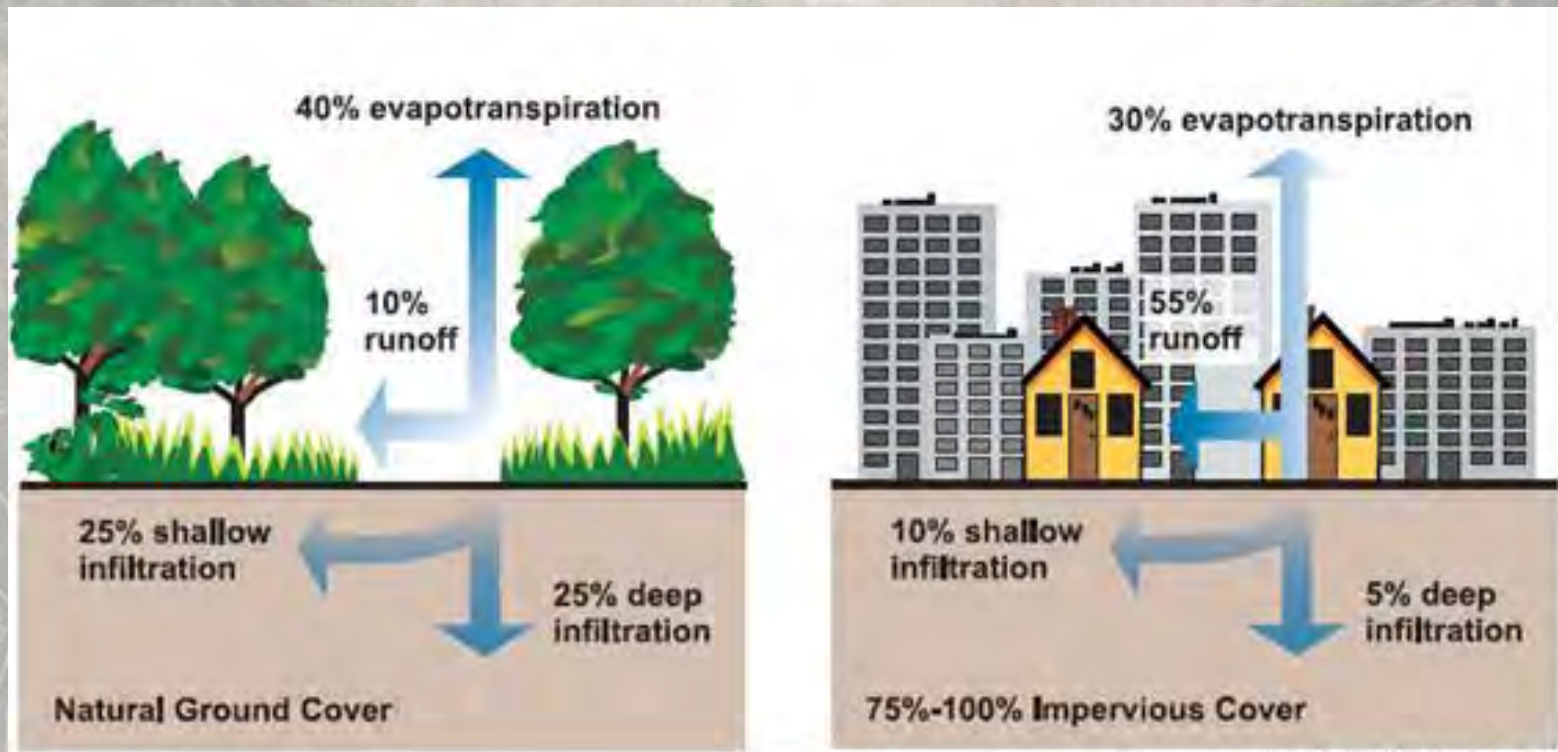 40% evapotranspiration
10%
runoff
25% shallow
infiltration
25% deep
infiltration
Natural Ground Cover
30% evapotranspiration
55%
runoff
10% shallow
infiltration
5% deep
infiltration
75%-100% Impervious Cover